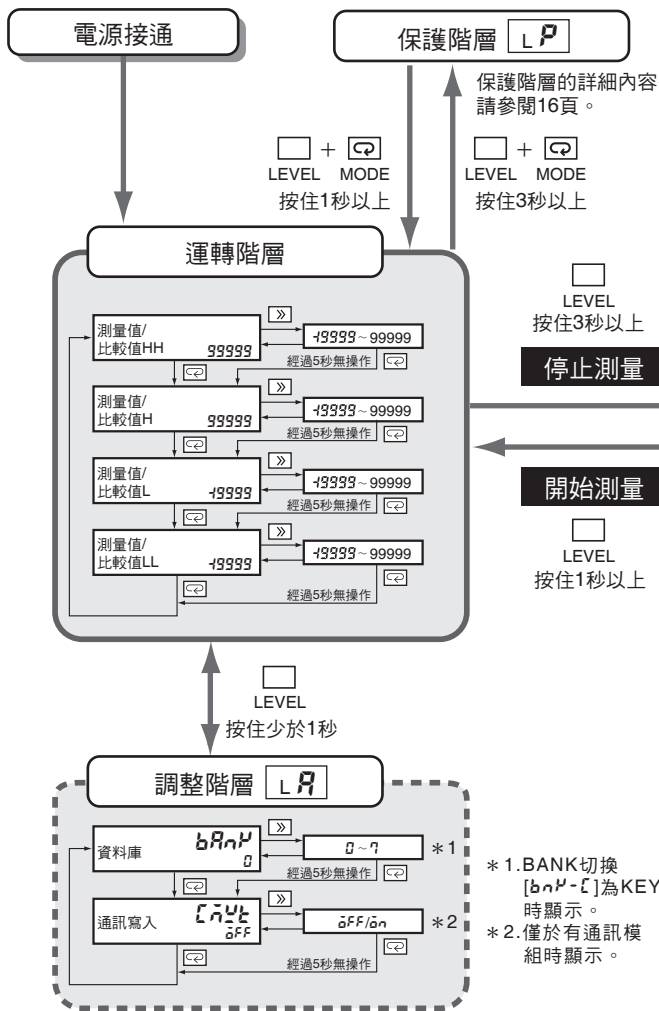 電源接通
保護階層 L P
保護階層的詳細內容
請參閱16頁。
LEVEL + MODE
按住1秒以上
LEVEL + MODE
按住3秒以上
運轉階層
測量值/
比較值HH 99999
-19999~99999
經過5秒無操作
測量值/
比較值H 99999
-19999~99999
經過5秒無操作
測量值/
比較值L -19999
-19999~99999
經過5秒無操作
測量值/
比較值LL -19999
-19999~99999
經過5秒無操作
LEVEL
按住3秒以上
停止測量
開始測量
LEVEL
按住1秒以上
LEVEL
按住少於1秒
調整階層 L A
資料庫 bAnK
0
0~7 *1
經過5秒無操作
通訊寫入 CMWt
oFF
oFF/on *2
經過5秒無操作
*1.BANK切換
[bnK-C]為KEY
時顯示。
*2.僅於有通訊模
組時顯示。